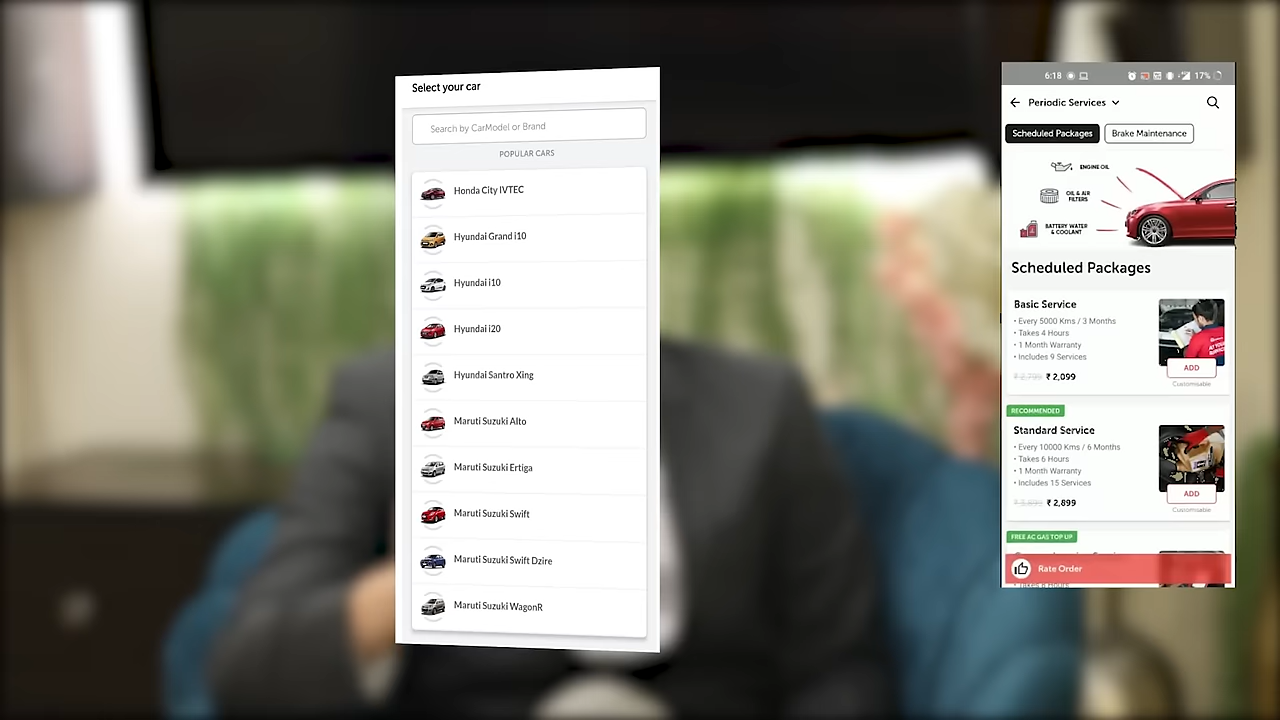 Select your car
Search by CarModel or Brand
POPULAR CARS
Honda City IVTEC
Hyundai Grand i10
Hyundai i10
Hyundai i20
Hyundai Santro Xing
Maruti Suzuki Alto
Maruti Suzuki Ertiga
Maruti Suzuki Swift
Maruti Suzuki Swift Dzire
Maruti Suzuki WagonR
6:18
17%
Periodic Services
Scheduled Packages
Brake Maintenance
ENGINE OIL
OIL & AIR
FILTERS
BATTERY WATER
& COOLANT
Scheduled Packages
Basic Service
• Every 5000 Kms / 3 Months
• Takes 4 Hours
• 1 Month Warranty
• Includes 9 Services
₹ 2,799 ₹ 2,099
ADD
Customisable
RECOMMENDED
Standard Service
• Every 10000 Kms / 6 Months
• Takes 6 Hours
• 1 Month Warranty
• Includes 15 Services
₹ 2,899
ADD
Customisable
FREE AC GAS TOP UP
Rate Order